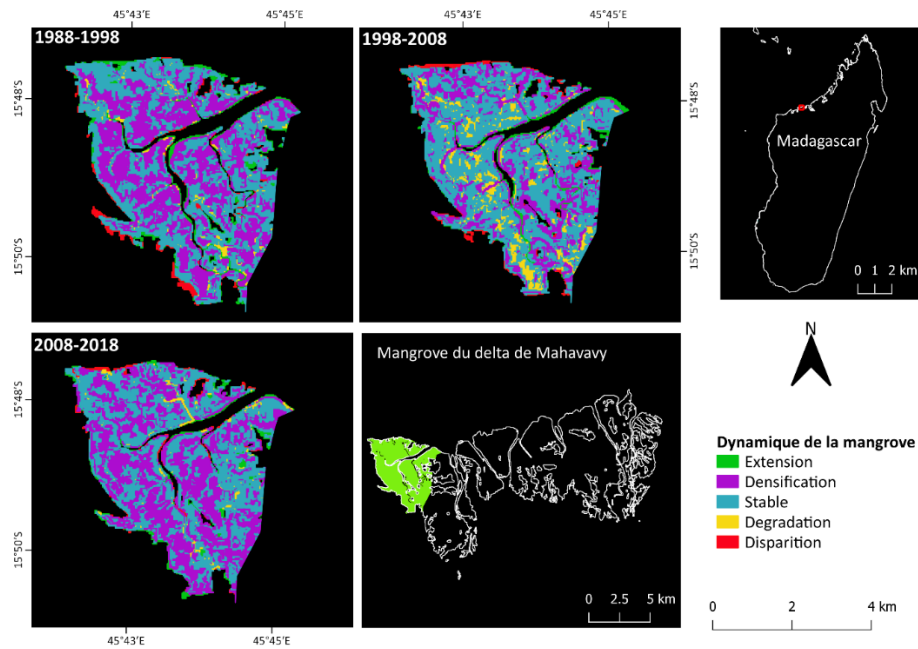 45°43'E 45°45'E 45°43'E 45°45'E
1988-1998
1998-2008
15°48'S
15°50'S
15°48'S
15°50'S
Madagascar
0 1 2 km
2008-2018
15°48'S
15°50'S
45°43'E 45°45'E
Mangrove du delta de Mahavavy
0 2.5 5 km
N
Dynamique de la mangrove
Extension
Densification
Stable
Degradation
Disparition
0 2 4 km